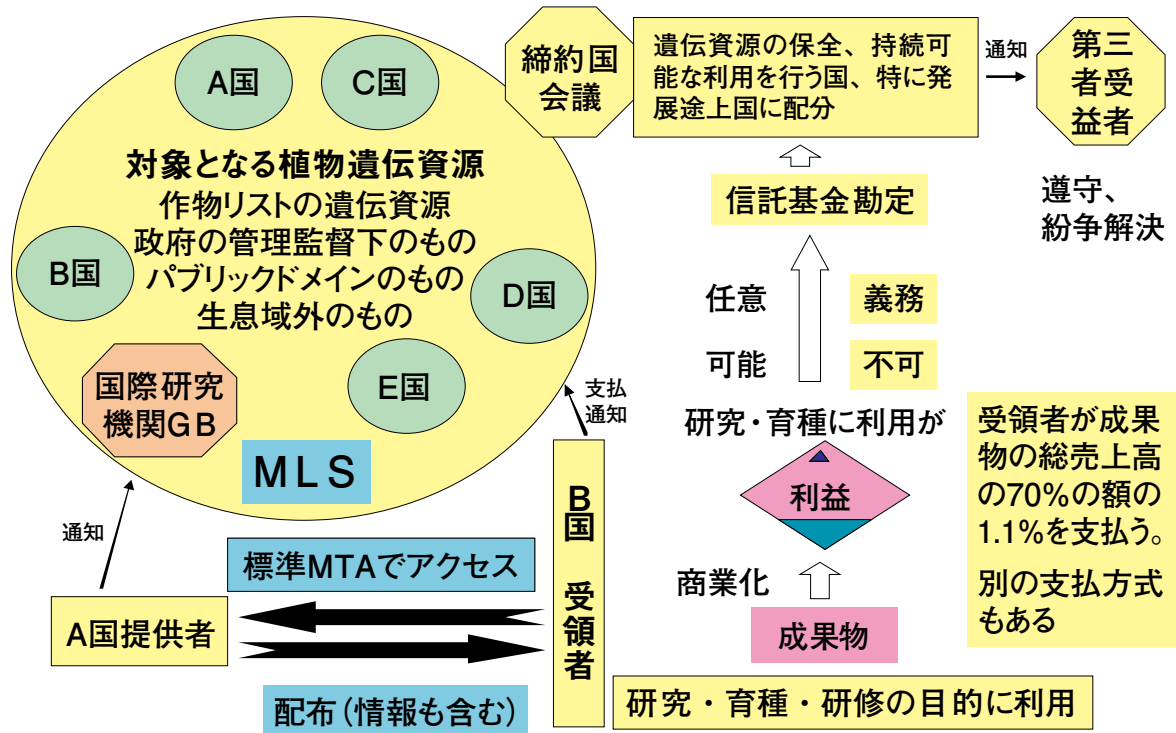 A国
C国
対象となる植物遺伝資源
作物リストの遺伝資源
政府の管理監督下のもの
パブリックドメインのもの
生息域外のもの
B国
D国
E国
国際研究
機関GB
MLS
締約国
会議
遺伝資源の保全、持続可
能な利用を行う国、特に発
展途上国に配分
通知
第三
者受
益者
遵守、
紛争解決
信託基金勘定
任意
義務
可能
不可
研究・育種に利用が
利益
商業化
成果物
受領者が成果
物の総売上高
の70%の額の
1.1%を支払う。
別の支払方式
もある
支払
通知
通知
標準MTAでアクセス
A国提供者
B国 受領者
配布(情報も含む)
研究・育種・研修の目的に利用